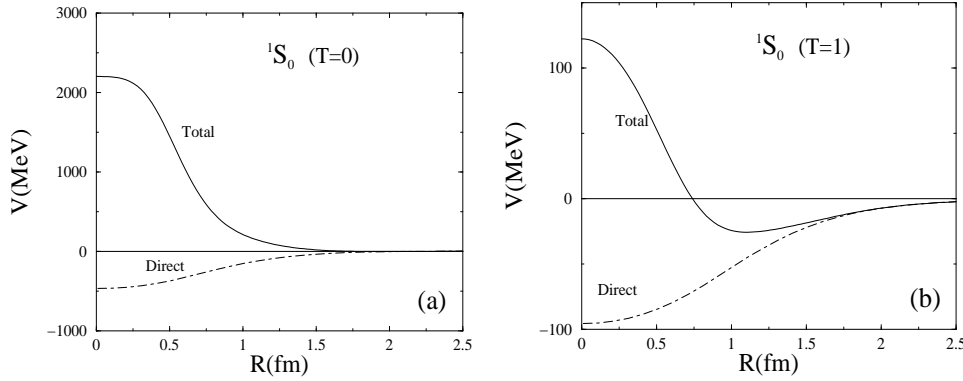 3000
2000
1000
0
−1000
V(MeV)
¹S₀ (T=0)
Total
Direct
(a)
0 0.5 1 1.5 2 2.5
R(fm)
100
0
−100
V(MeV)
¹S₀ (T=1)
Total
Direct
(b)
0 0.5 1 1.5 2 2.5
R(fm)